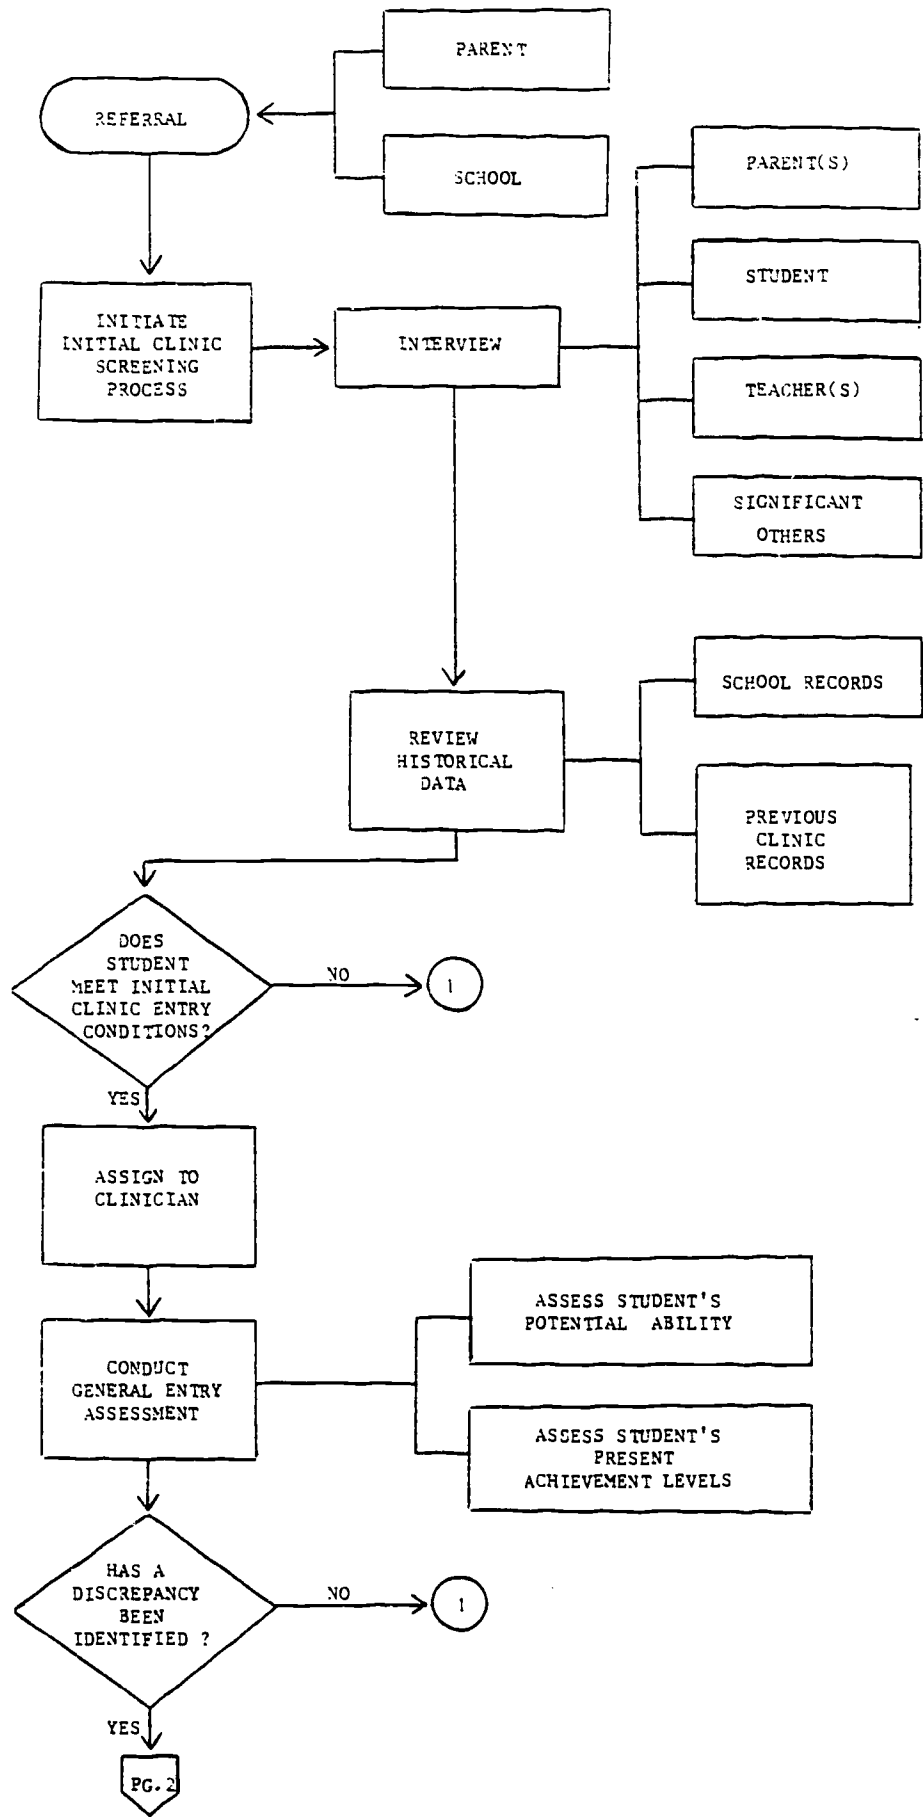 PARENT
REFERRAL
SCHOOL
PARENT(S)
STUDENT
INITIATE
INITIAL CLINIC
SCREENING
PROCESS
INTERVIEW
TEACHER(S)
SIGNIFICANT
OTHERS
SCHOOL RECORDS
REVIEW
HISTORICAL
DATA
PREVIOUS
CLINIC
RECORDS
DOES
STUDENT
MEET INITIAL
CLINIC ENTRY
CONDITIONS?
NO
1
YES
ASSIGN TO
CLINICIAN
CONDUCT
GENERAL ENTRY
ASSESSMENT
ASSESS STUDENT'S
POTENTIAL ABILITY
ASSESS STUDENT'S
PRESENT
ACHIEVEMENT LEVELS
HAS A
DISCREPANCY
BEEN
IDENTIFIED ?
NO
1
YES
PG.2